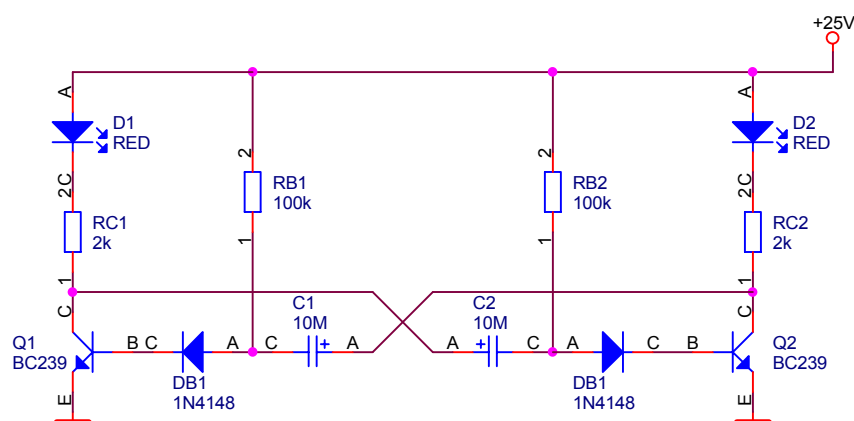 +25V
A
A
D1
RED
D2
RED
2
2
2C
RB1
100k
RB2
100k
2C
RC1
2k
RC2
2k
1
1
1
1
C
C1
10M
C2
10M
C
Q1
BC239
B C
A
C
A
A
C
A
C
B
Q2
BC239
DB1
1N4148
DB1
1N4148
E
E
+
+